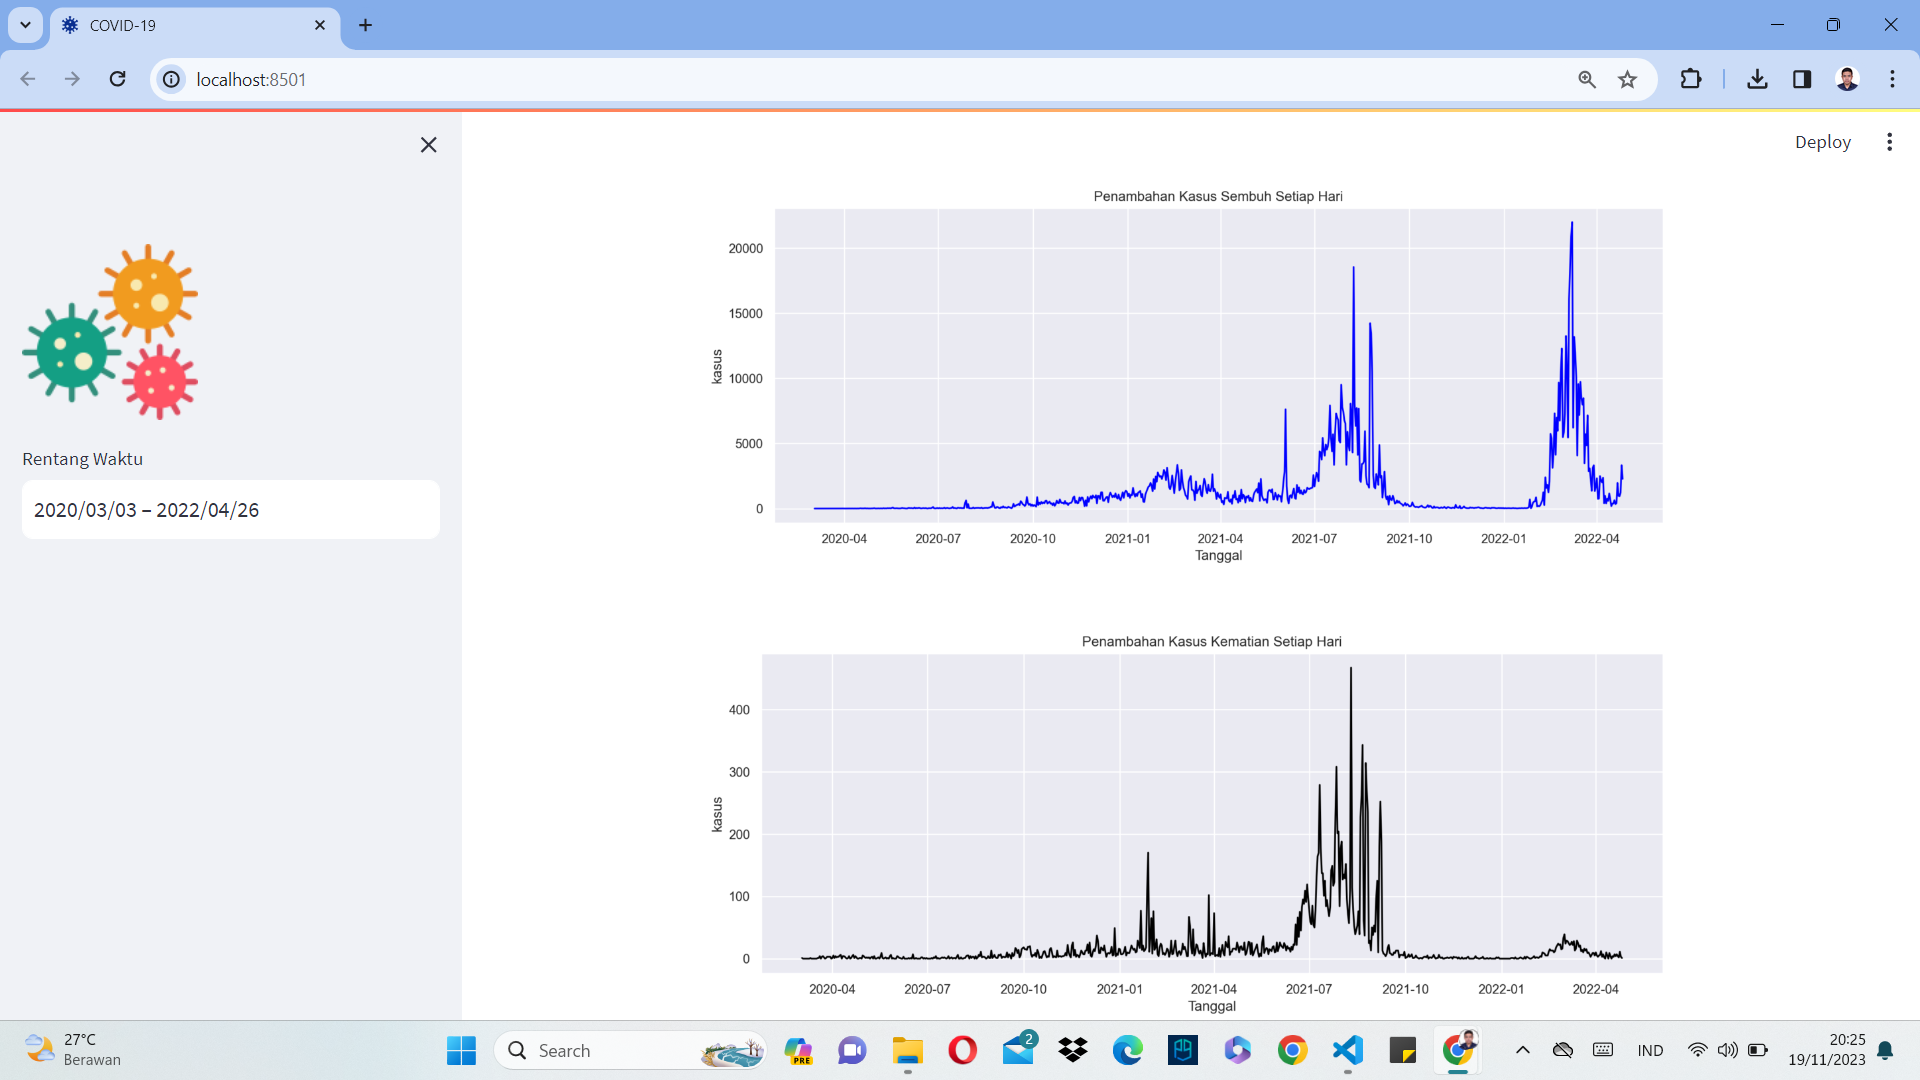 COVID-19
localhost:8501
Deploy
Rentang Waktu
2020/03/03 – 2022/04/26
Penambahan Kasus Sembuh Setiap Hari
20000
15000
10000
5000
0
kasus
2020-04 2020-07 2020-10 2021-01 2021-04 2021-07 2021-10 2022-01 2022-04
Tanggal
Penambahan Kasus Kematian Setiap Hari
400
300
200
100
0
kasus
2020-04 2020-07 2020-10 2021-01 2021-04 2021-07 2021-10 2022-01 2022-04
Tanggal
27°C
Berawan
Search
PRE
2
IND
20:25
19/11/2023